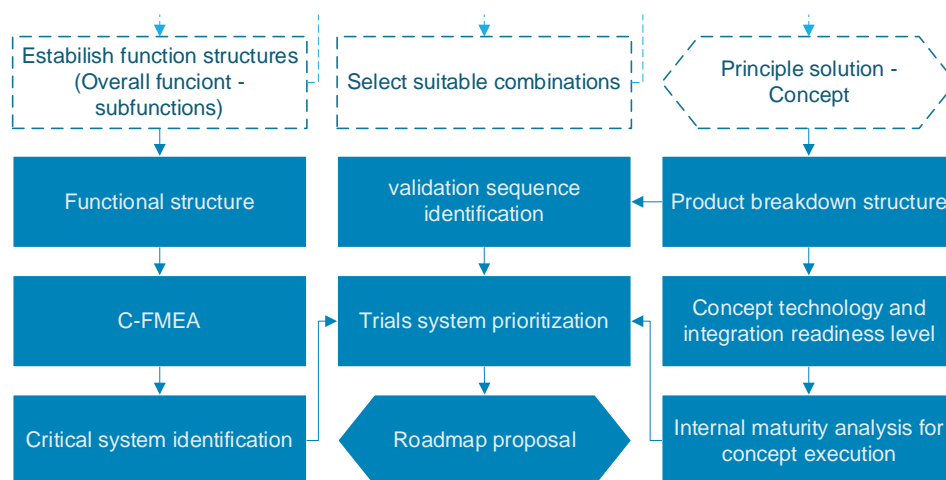 Estabilish function structures
(Overall funciont -
subfunctions)
Select suitable combinations
Principle solution -
Concept
Functional structure
validation sequence
identification
Product breakdown structure
C-FMEA
Trials system prioritization
Concept technology and
integration readiness level
Critical system identification
Roadmap proposal
Internal maturity analysis for
concept execution